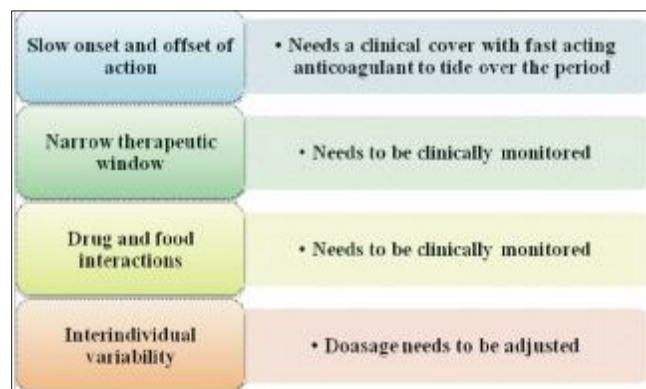 Slow onset and offset of
action
• Needs a clinical cover with fast acting
anticoagulant to tide over the period
Narrow therapeutic
window
• Needs to be clinically monitored
Drug and food
interactions
• Needs to be clinically monitored
Interindividual
variability
• Doasage needs to be adjusted